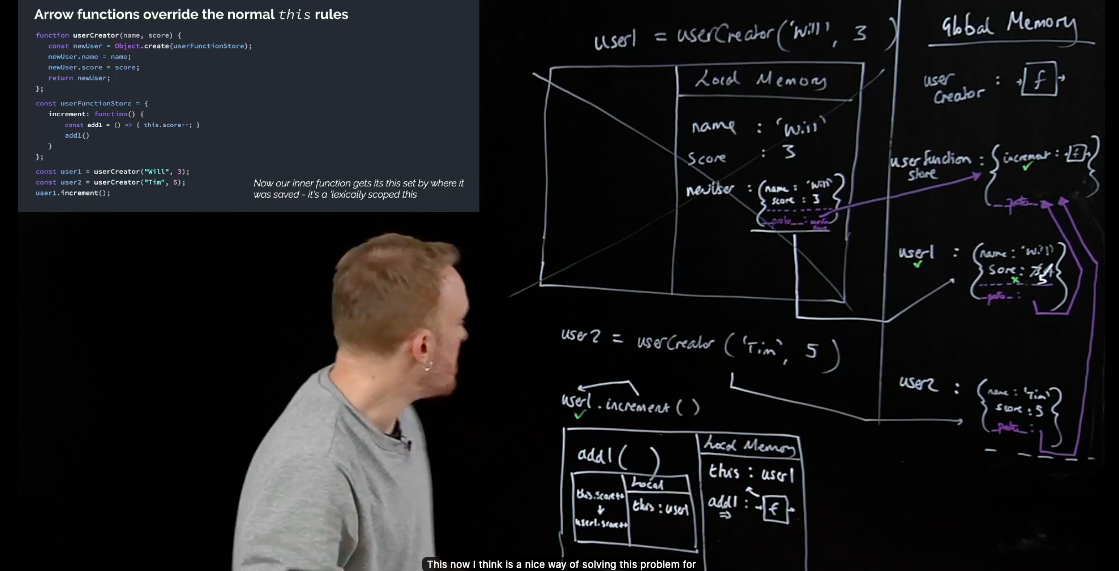 Arrow functions override the normal this rules
function userCreator(name, score) {
const newUser = Object.create(userFunctionStore);
newUser.name = name;
newUser.score = score;
return newUser;
};
const userFunctionStore = {
increment: function() {
const add1 = () => { this.score++; }
add1()
}
};
const user1 = userCreator("Will", 3);
const user2 = userCreator("Tim", 5);
user1.increment();
Now our inner function gets its this set by where it
was saved - it's a 'lexically scoped this
user1 = userCreator('Will', 3)
Local Memory
name : 'Will'
score : 3
newUser : {name : 'Will'
score : 3
user2 = userCreator('Tim', 5)
user1.increment()
add1()
this.score++
user1.score++
Local
this : user1
Local Memory
this : user1
add1 : f
Global Memory
user
Creator : f
userFunction
store : {increment : f
__proto__
}
user1 : {name : 'Will'
Score : 5
__proto__ : }
user2 : {name : 'Tim'
score : 5
__proto__ : }
This now I think is a nice way of solving this problem for